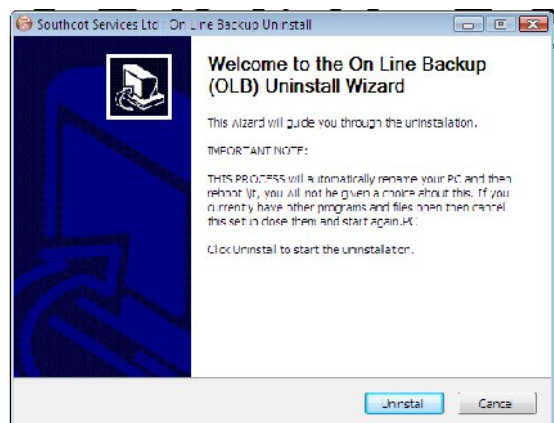 Southcot Services Ltd : On Line Backup Uninstall
Welcome to the On Line Backup
(OLB) Uninstall Wizard
This wizard will guide you through the uninstallation.
IMPORTANT NOTE:
THIS PROCESS will automatically rename your PC and then
reboot it, you will not be given a choice about this. If you
currently have other programs and files open then cancel
this setup close them and start again.PC
Click Uninstall to start the uninstallation.
Uninstall
Cancel